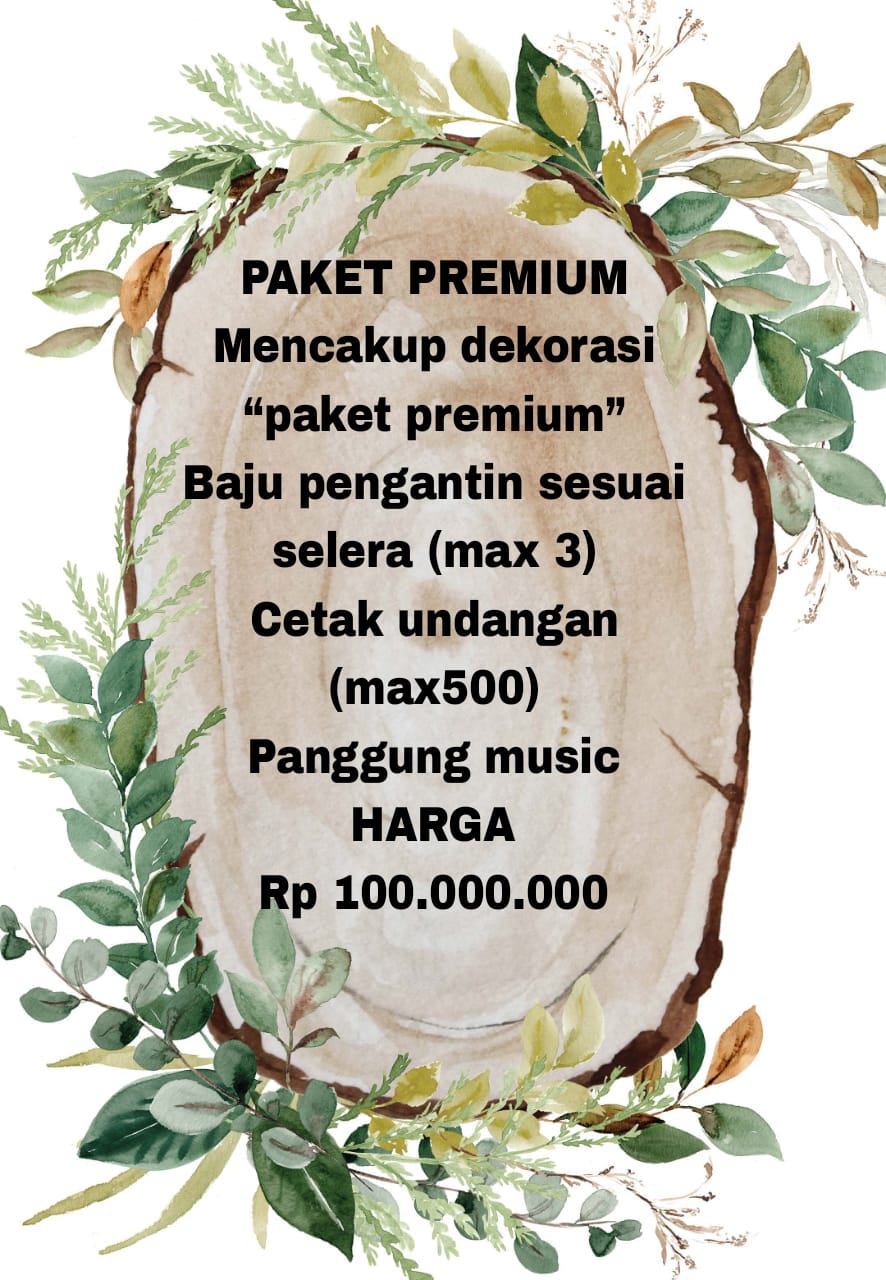 PAKET PREMIUM
Mencakup dekorasi
“paket premium”
Baju pengantin sesuai
selera (max 3)
Cetak undangan
(max500)
Panggung music
HARGA
Rp 100.000.000